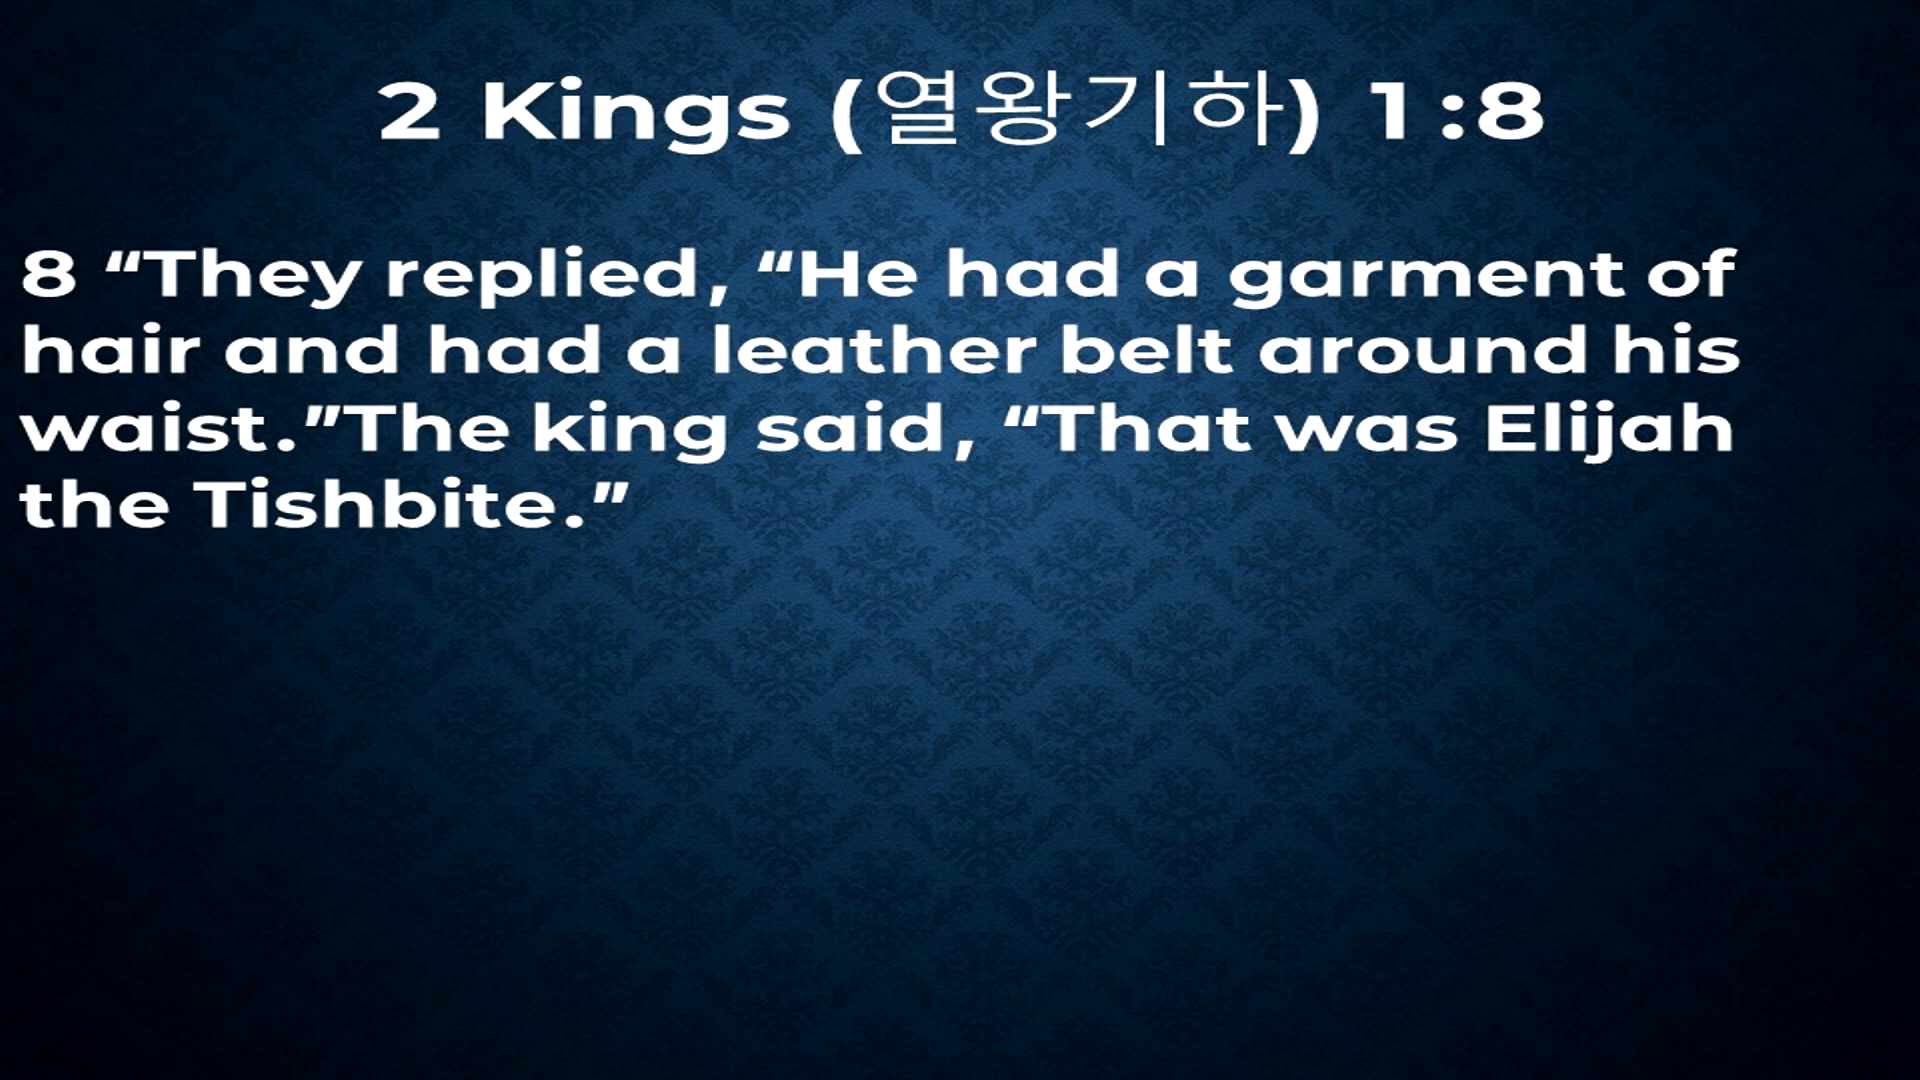 2 Kings (열왕기하) 1:8
8 “They replied, “He had a garment of
hair and had a leather belt around his
waist.”The king said, “That was Elijah
the Tishbite.”